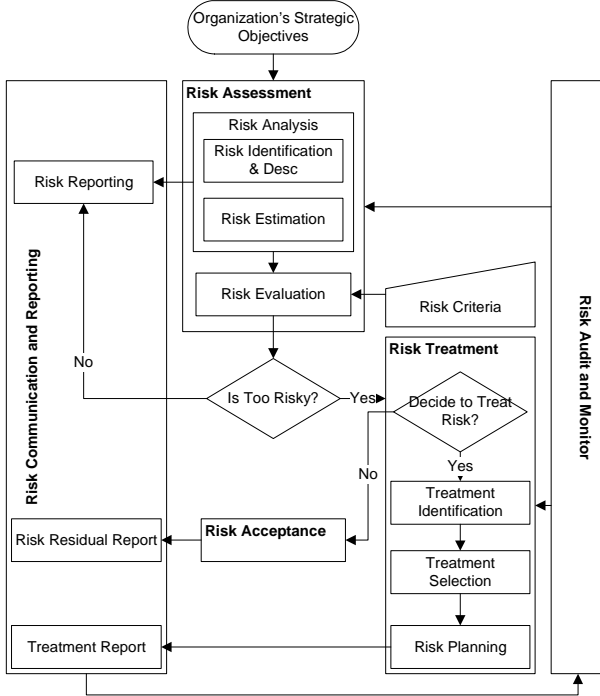 Organization's Strategic
Objectives
Risk Assessment
Risk Analysis
Risk Identification
& Desc
Risk Reporting
Risk Estimation
Risk Evaluation
Risk Criteria
Risk Communication and Reporting
Risk Audit and Monitor
Risk Treatment
No
Is Too Risky?
Yes
Decide to Treat
Risk?
Yes
No
Treatment
Identification
Risk Residual Report
Risk Acceptance
Treatment
Selection
Treatment Report
Risk Planning